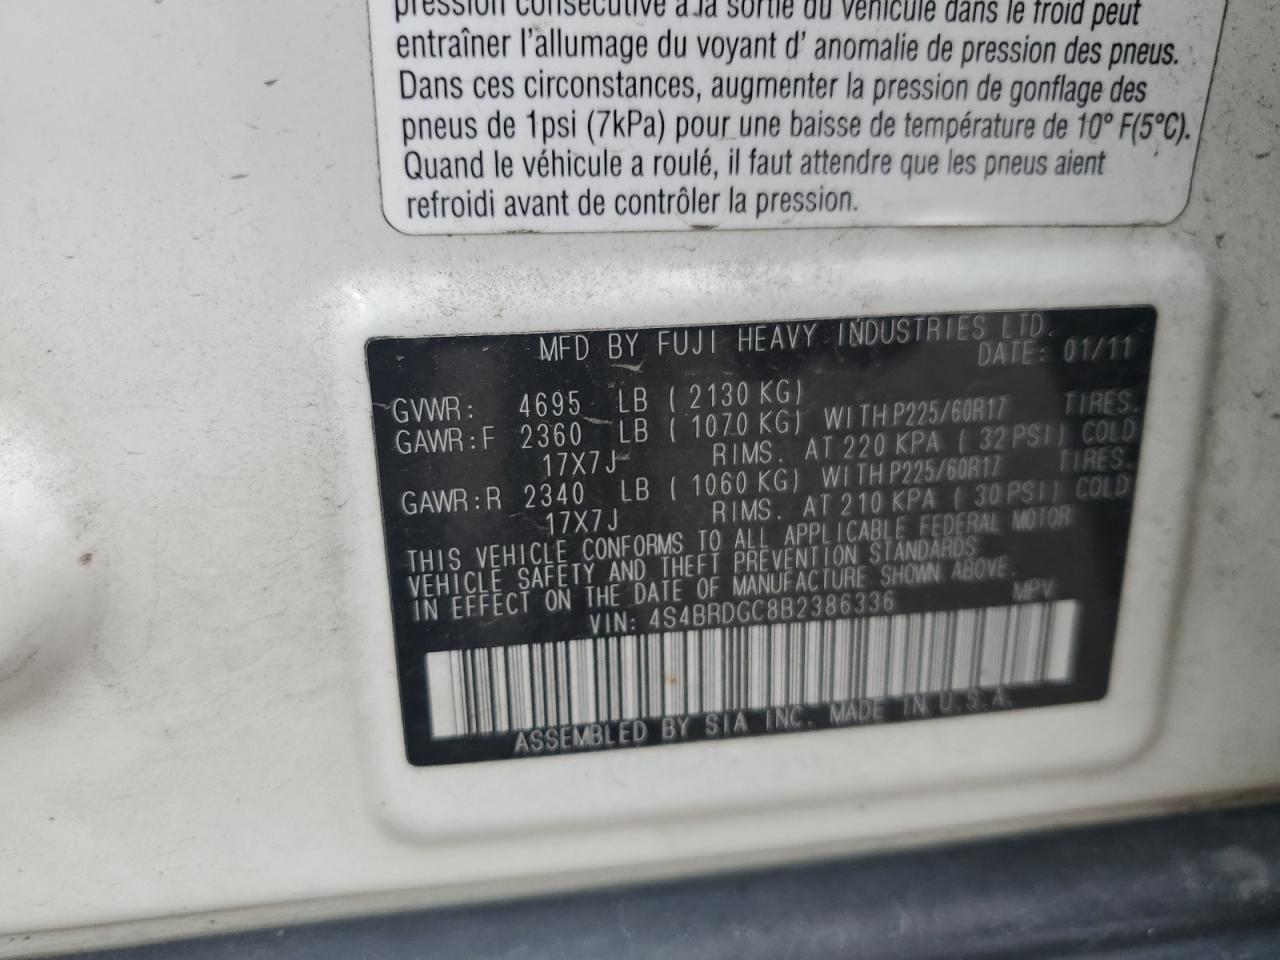 pression consécutive à la sortie du véhicule dans le froid peut
entraîner l'allumage du voyant d' anomalie de pression des pneus.
Dans ces circonstances, augmenter la pression de gonflage des
pneus de 1psi (7kPa) pour une baisse de température de 10° F(5°C).
Quand le véhicule a roulé, il faut attendre que les pneus aient
refroidi avant de contrôler la pression.
MFD BY FUJI HEAVY INDUSTRIES LTD.
DATE: 01/11
GVWR: 4695 LB ( 2130 KG)
GAWR:F 2360 LB ( 1070 KG) WITH P225/60R17 TIRES.
17X7J RIMS. AT 220 KPA ( 32 PSI) COLD
GAWR:R 2340 LB ( 1060 KG) WITH P225/60R17 TIRES.
17X7J RIMS. AT 210 KPA ( 30 PSI) COLD
THIS VEHICLE CONFORMS TO ALL APPLICABLE FEDERAL MOTOR
VEHICLE SAFETY AND THEFT PREVENTION STANDARDS
IN EFFECT ON THE DATE OF MANUFACTURE SHOWN ABOVE.
VIN: 4S4BRDGC8B2386336 MPV
ASSEMBLED BY SIA INC. MADE IN U.S.A.